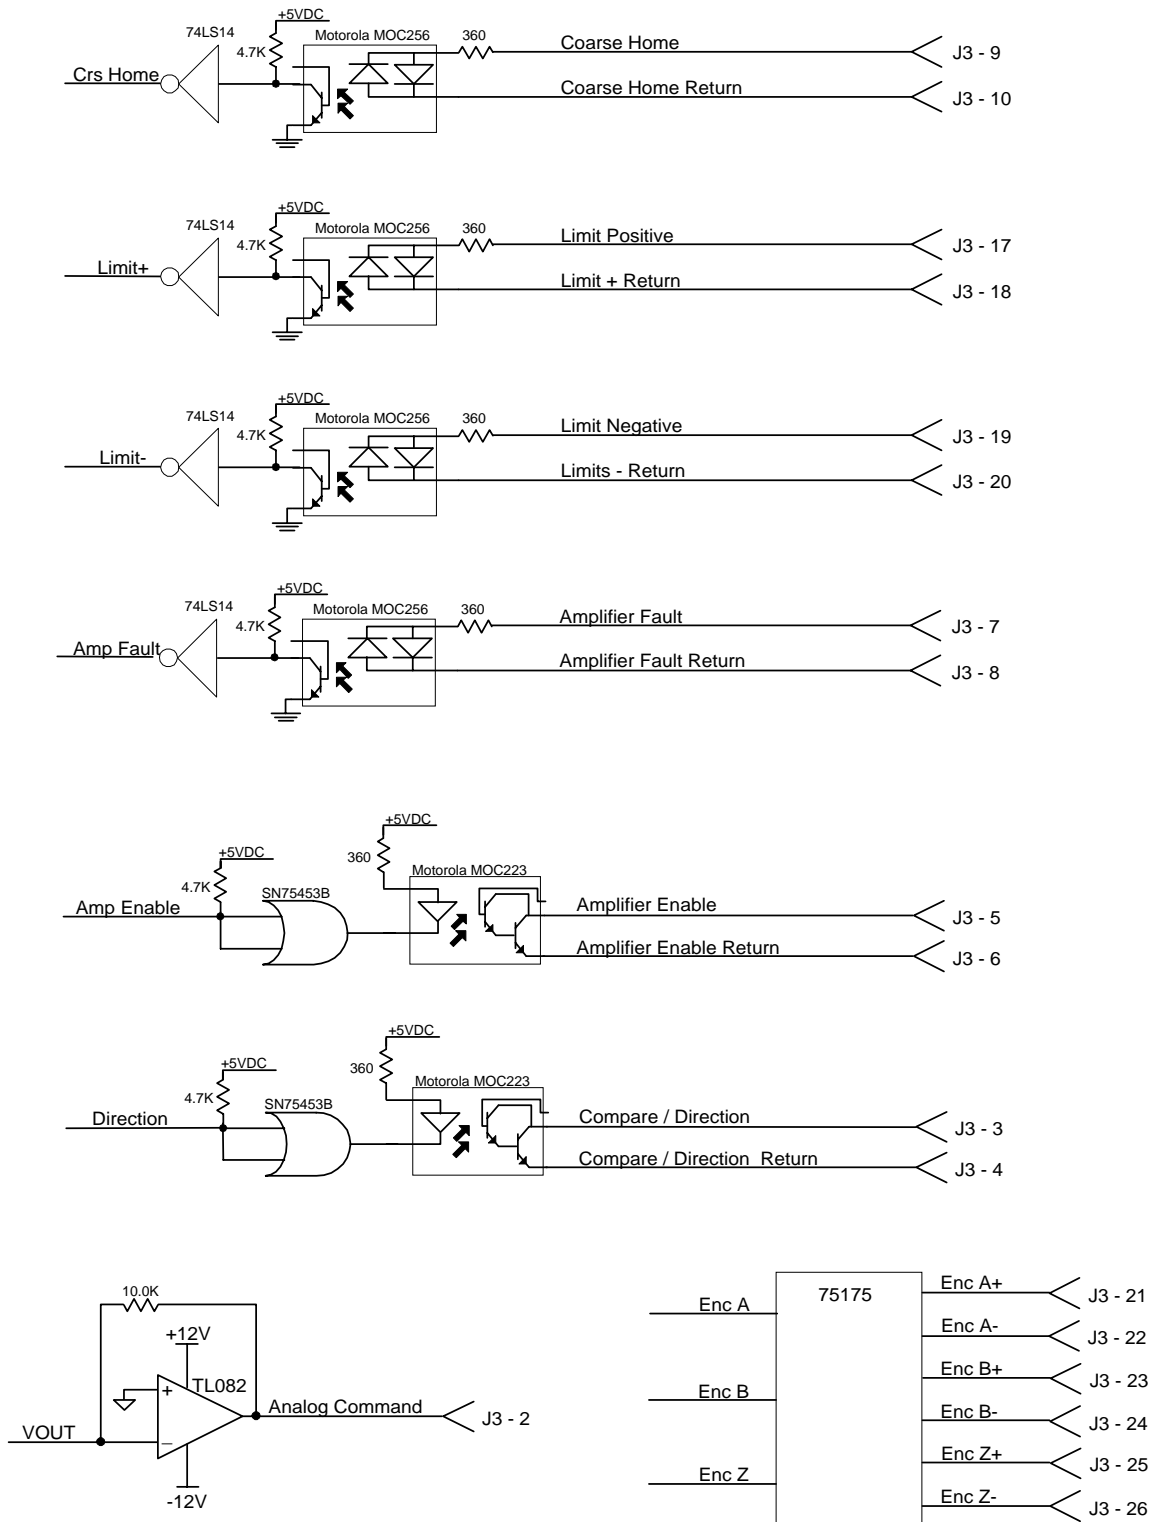 +5VDC
74LS14
4.7K
Motorola MOC256
360
Coarse Home
J3 - 9
Crs Home
Coarse Home Return
J3 - 10
+5VDC
74LS14
4.7K
Motorola MOC256
360
Limit Positive
J3 - 17
Limit+
Limit + Return
J3 - 18
+5VDC
74LS14
4.7K
Motorola MOC256
360
Limit Negative
J3 - 19
Limit-
Limits - Return
J3 - 20
+5VDC
74LS14
4.7K
Motorola MOC256
360
Amplifier Fault
J3 - 7
Amp Fault
Amplifier Fault Return
J3 - 8
+5VDC
+5VDC
360
Motorola MOC223
4.7K
SN75453B
Amp Enable
Amplifier Enable
J3 - 5
Amplifier Enable Return
J3 - 6
+5VDC
+5VDC
360
Motorola MOC223
4.7K
SN75453B
Direction
Compare / Direction
J3 - 3
Compare / Direction Return
J3 - 4
10.0K
+12V
TL082
+
Analog Command
J3 - 2
VOUT
–
-12V
75175
Enc A
Enc B
Enc Z
Enc A+
J3 - 21
Enc A-
J3 - 22
Enc B+
J3 - 23
Enc B-
J3 - 24
Enc Z+
J3 - 25
Enc Z-
J3 - 26